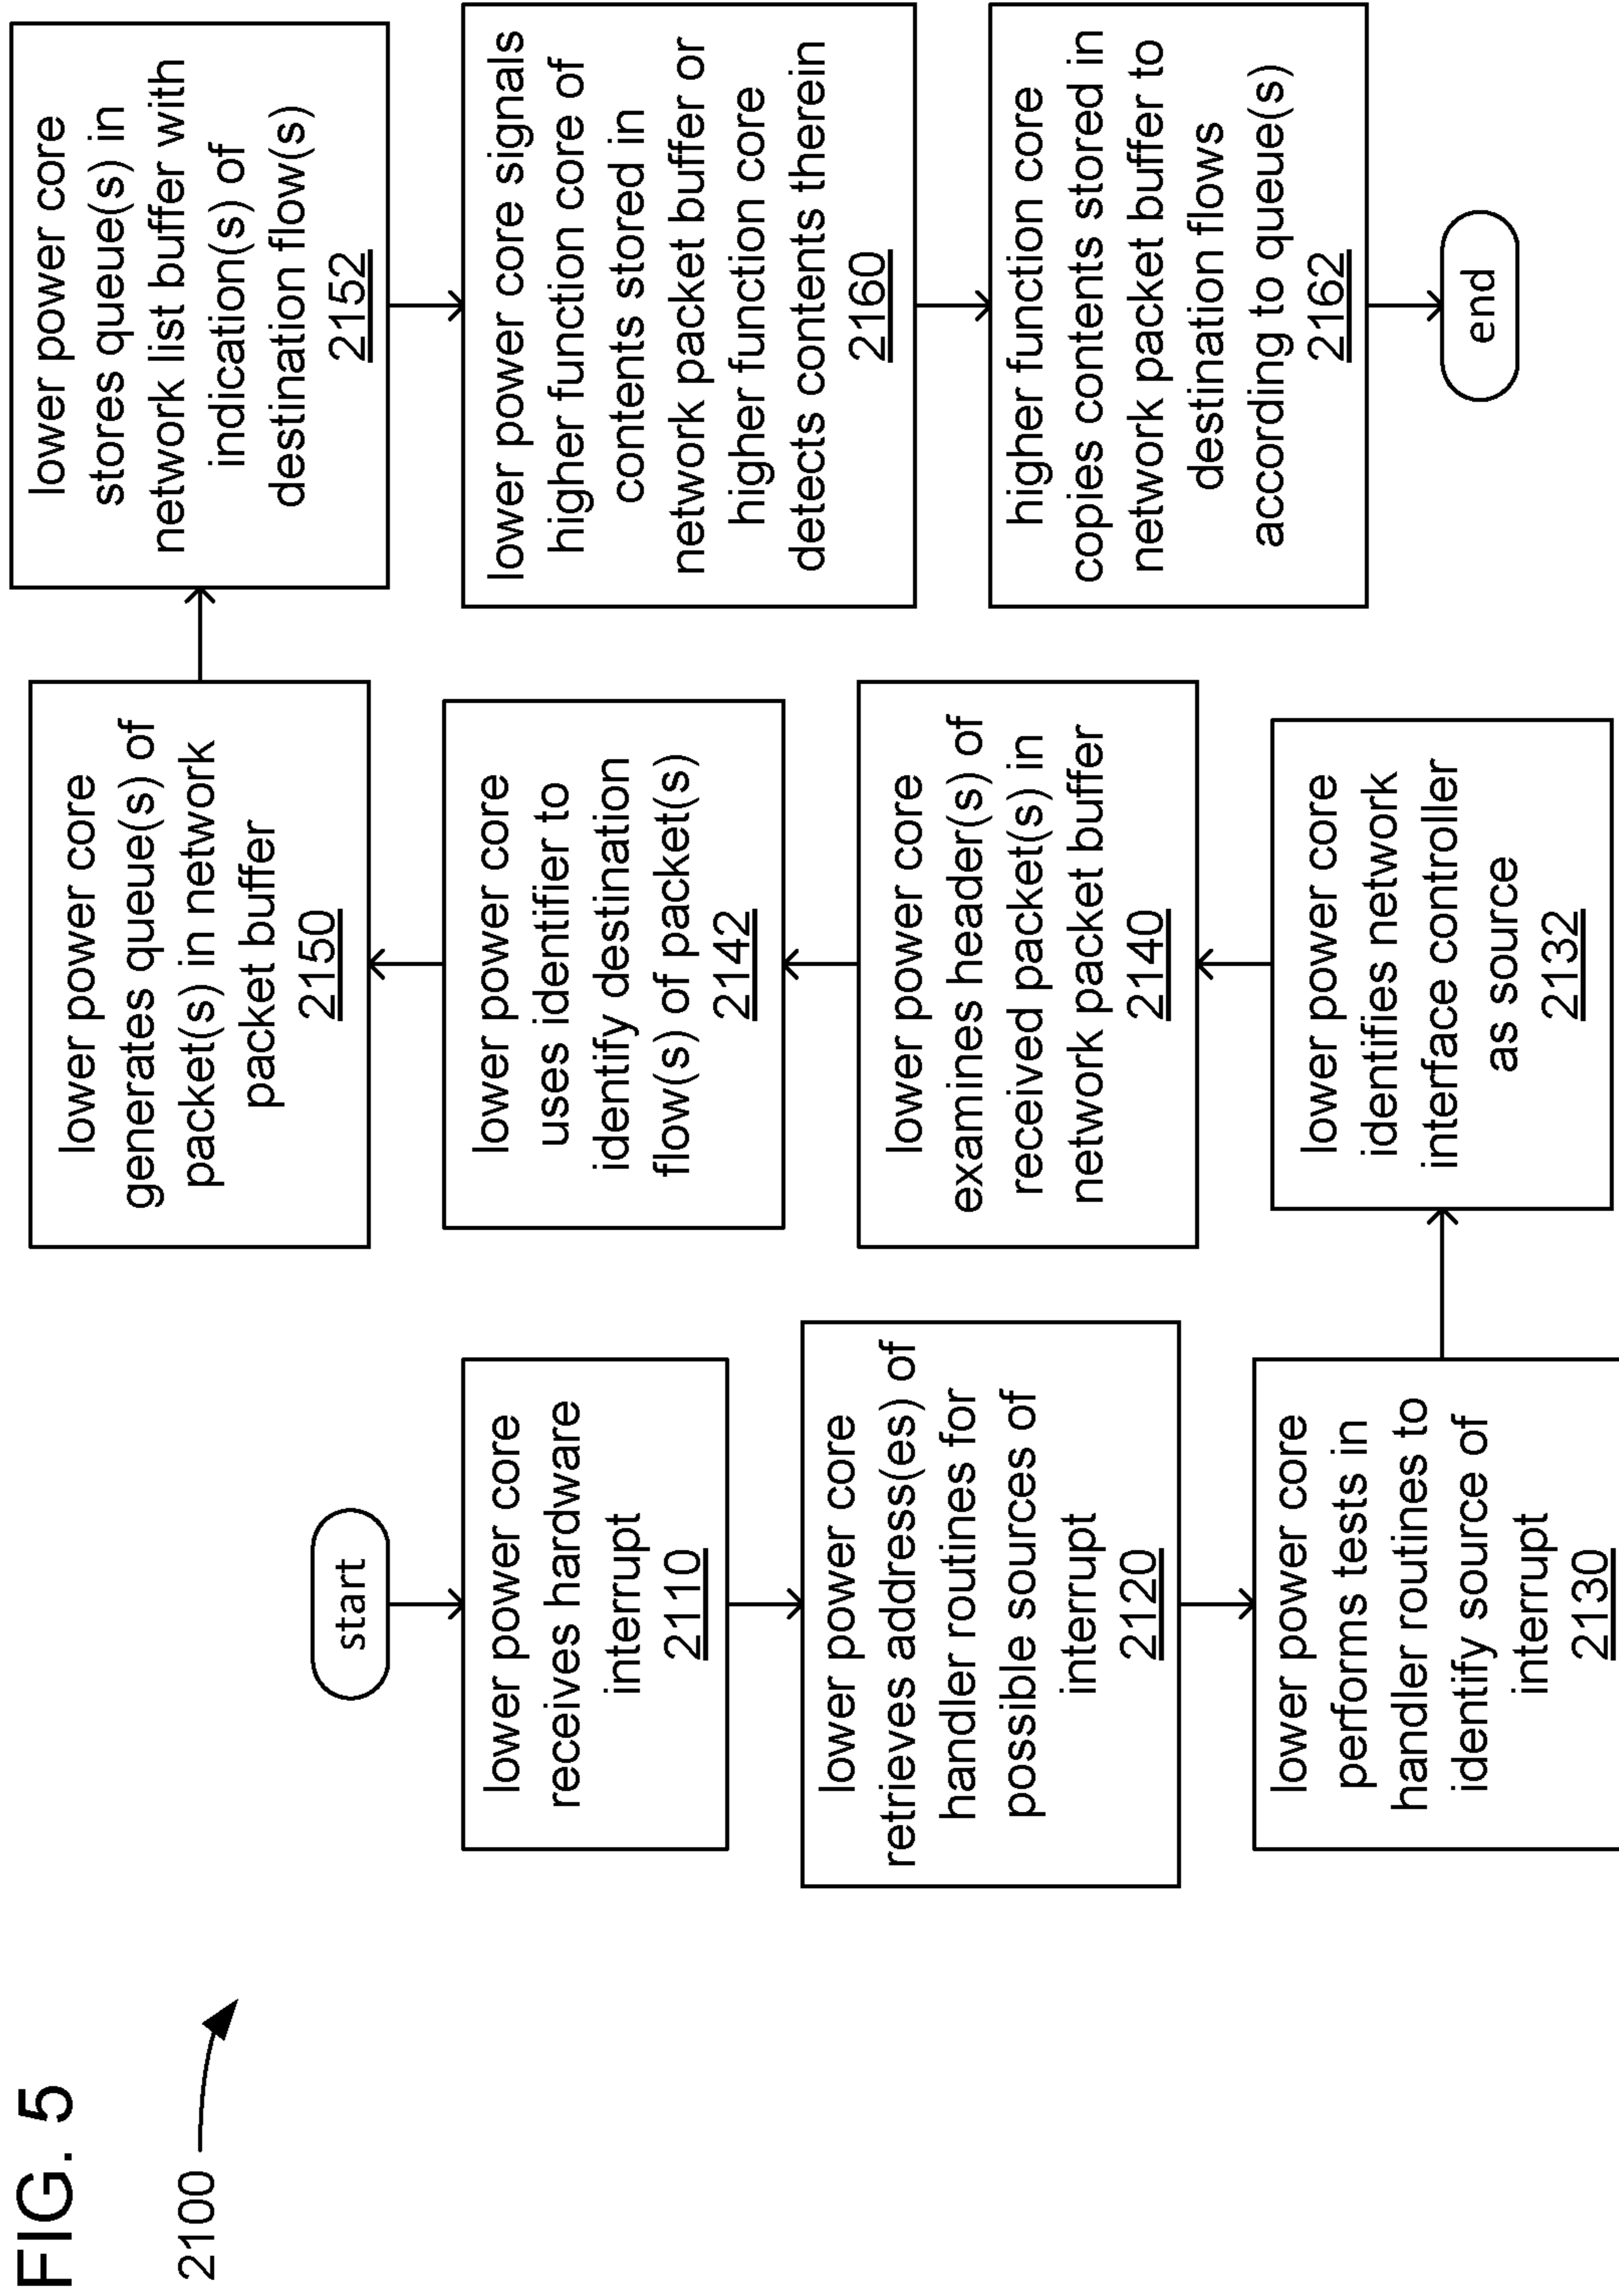 FIG. 5
2100
start
lower power core
receives hardware
interrupt
2110
lower power core
retrieves address(es) of
handler routines for
possible sources of
interrupt
2120
lower power core
performs tests in
handler routines to
identify source of
interrupt
2130
lower power core
identifies network
interface controller
as source
2132
lower power core
examines header(s) of
received packet(s) in
network packet buffer
2140
lower power core
uses identifier to
identify destination
flow(s) of packet(s)
2142
lower power core
generates queue(s) of
packet(s) in network
packet buffer
2150
lower power core
stores queue(s) in
network list buffer with
indication(s) of
destination flow(s)
2152
lower power core signals
higher function core of
contents stored in
network packet buffer or
higher function core
detects contents therein
2160
higher function core
copies contents stored in
network packet buffer to
destination flows
according to queue(s)
2162
end